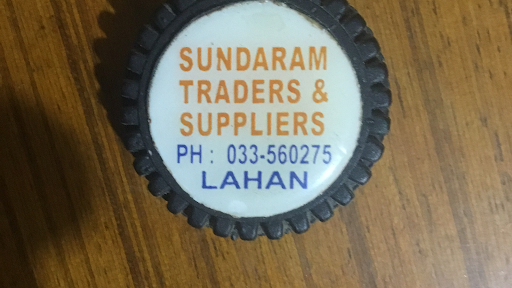 SUNDARAM
TRADERS &
SUPPLIERS
PH : 033-560275
LAHAN